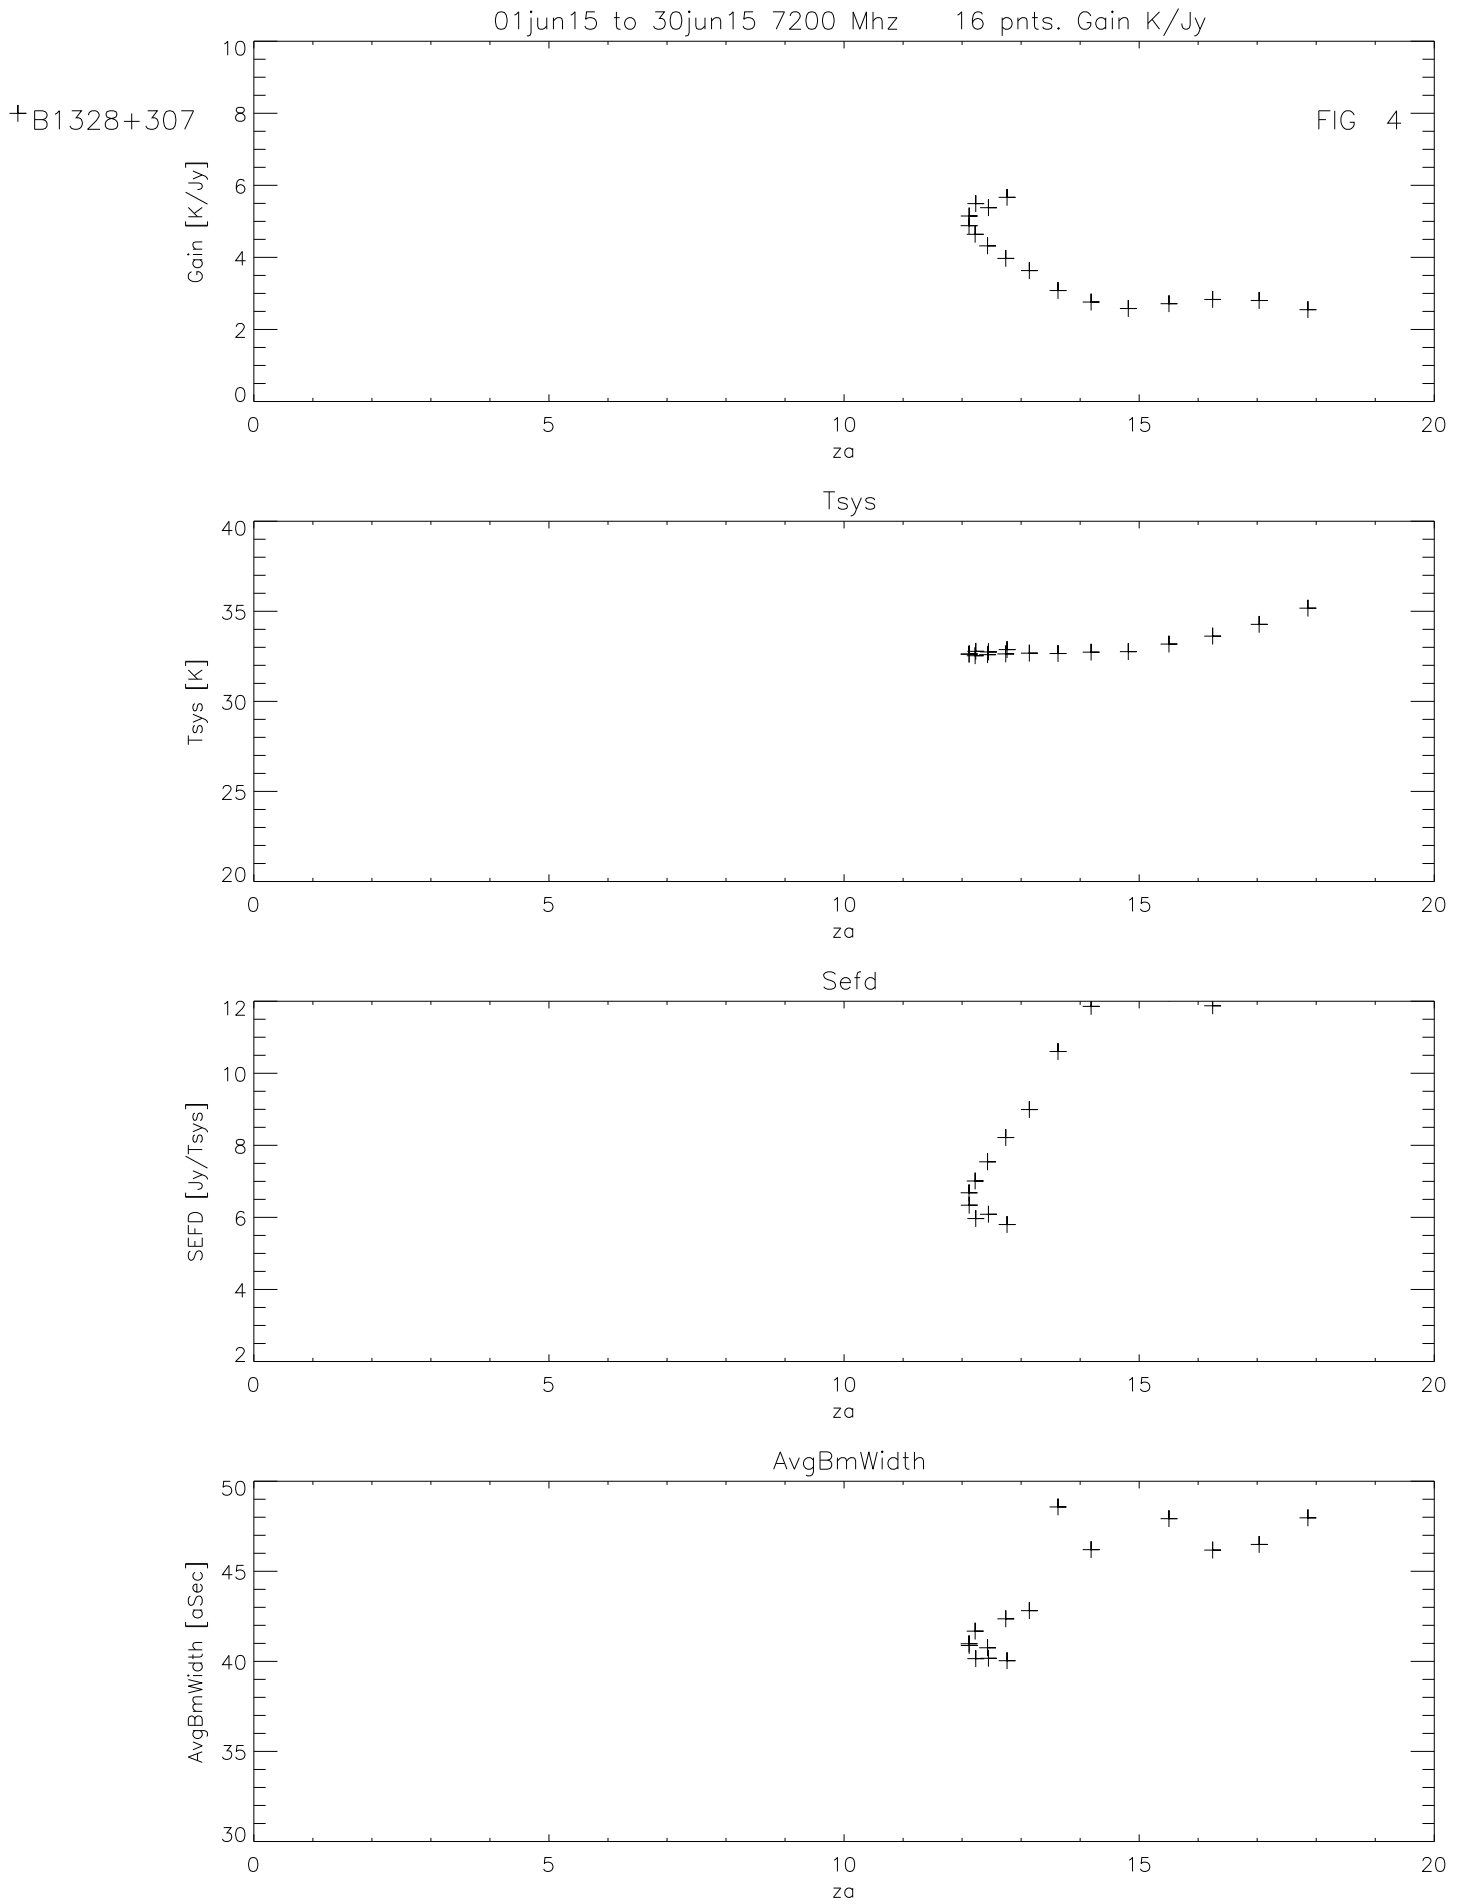 01jun15 to 30jun15 7200 Mhz 16 pnts. Gain K/Jy
+B1328+307
FIG 4
Gain [K/Jy]
10
8
6
4
2
0
0 5 10 15 20
za
Tsys
Tsys [K]
40
35
30
25
20
0 5 10 15 20
za
Sefd
SEFD [Jy/Tsys]
12
10
8
6
4
2
0 5 10 15 20
za
AvgBmWidth
AvgBmWidth [aSec]
50
45
40
35
30
0 5 10 15 20
za